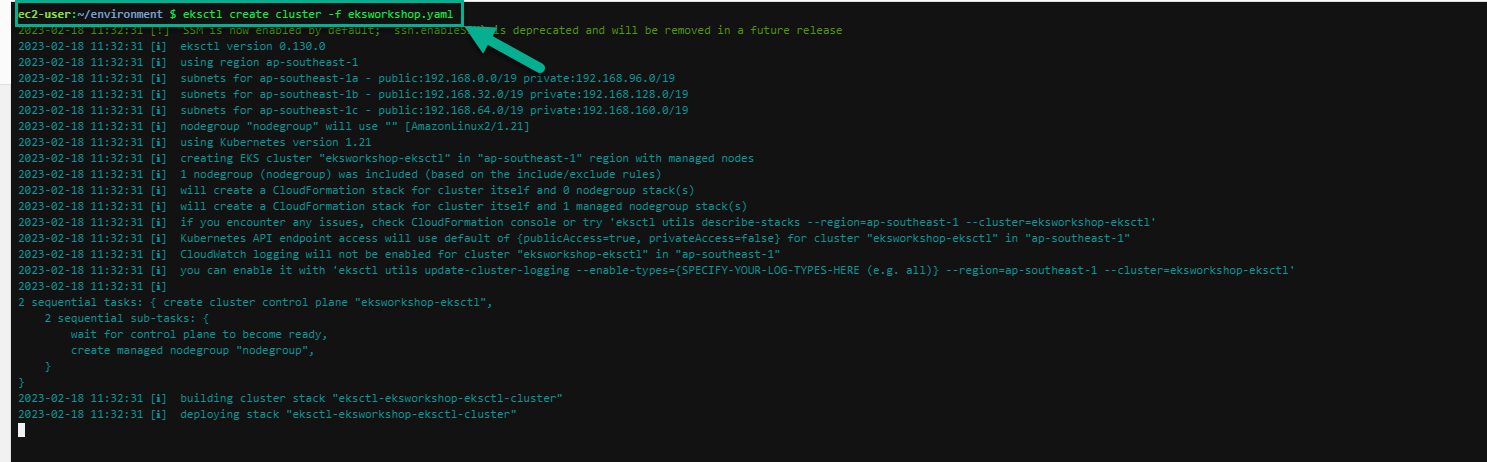 ec2-user:~/environment $ eksctl create cluster -f eksworkshop.yaml
2023-02-18 11:32:31 [!] SSM is now enabled by default; `ssh.enableS is deprecated and will be removed in a future release
2023-02-18 11:32:31 [ℹ] eksctl version 0.130.0
2023-02-18 11:32:31 [ℹ] using region ap-southeast-1
2023-02-18 11:32:31 [ℹ] subnets for ap-southeast-1a - public:192.168.0.0/19 private:192.168.96.0/19
2023-02-18 11:32:31 [ℹ] subnets for ap-southeast-1b - public:192.168.32.0/19 private:192.168.128.0/19
2023-02-18 11:32:31 [ℹ] subnets for ap-southeast-1c - public:192.168.64.0/19 private:192.168.160.0/19
2023-02-18 11:32:31 [ℹ] nodegroup "nodegroup" will use "" [AmazonLinux2/1.21]
2023-02-18 11:32:31 [ℹ] using Kubernetes version 1.21
2023-02-18 11:32:31 [ℹ] creating EKS cluster "eksworkshop-eksctl" in "ap-southeast-1" region with managed nodes
2023-02-18 11:32:31 [ℹ] 1 nodegroup (nodegroup) was included (based on the include/exclude rules)
2023-02-18 11:32:31 [ℹ] will create a CloudFormation stack for cluster itself and 0 nodegroup stack(s)
2023-02-18 11:32:31 [ℹ] will create a CloudFormation stack for cluster itself and 1 managed nodegroup stack(s)
2023-02-18 11:32:31 [ℹ] if you encounter any issues, check CloudFormation console or try 'eksctl utils describe-stacks --region=ap-southeast-1 --cluster=eksworkshop-eksctl'
2023-02-18 11:32:31 [ℹ] Kubernetes API endpoint access will use default of {publicAccess=true, privateAccess=false} for cluster "eksworkshop-eksctl" in "ap-southeast-1"
2023-02-18 11:32:31 [ℹ] CloudWatch logging will not be enabled for cluster "eksworkshop-eksctl" in "ap-southeast-1"
2023-02-18 11:32:31 [ℹ] you can enable it with 'eksctl utils update-cluster-logging --enable-types={SPECIFY-YOUR-LOG-TYPES-HERE (e.g. all)} --region=ap-southeast-1 --cluster=eksworkshop-eksctl'
2023-02-18 11:32:31 [ℹ]
2 sequential tasks: { create cluster control plane "eksworkshop-eksctl",
2 sequential sub-tasks: {
wait for control plane to become ready,
create managed nodegroup "nodegroup",
}
}
2023-02-18 11:32:31 [ℹ] building cluster stack "eksctl-eksworkshop-eksctl-cluster"
2023-02-18 11:32:31 [ℹ] deploying stack "eksctl-eksworkshop-eksctl-cluster"